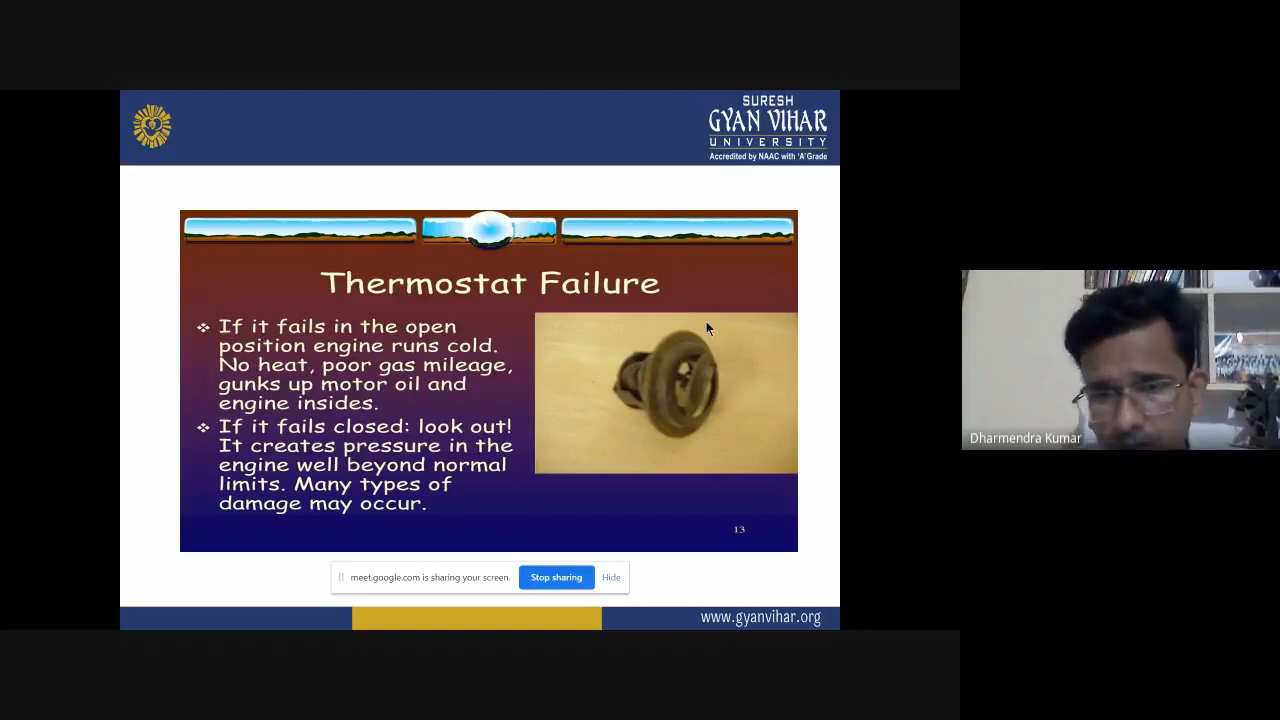 SURESH
GYAN VIHAR
UNIVERSITY
Accredited by NAAC with 'A' Grade
Thermostat Failure
❖ If it fails in the open
position engine runs cold.
No heat, poor gas mileage,
gunks up motor oil and
engine insides.
❖ If it fails closed: look out!
It creates pressure in the
engine well beyond normal
limits. Many types of
damage may occur.
13
meet.google.com is sharing your screen.
Stop sharing
Hide
www.gyanvihar.org
Dharmendra Kumar